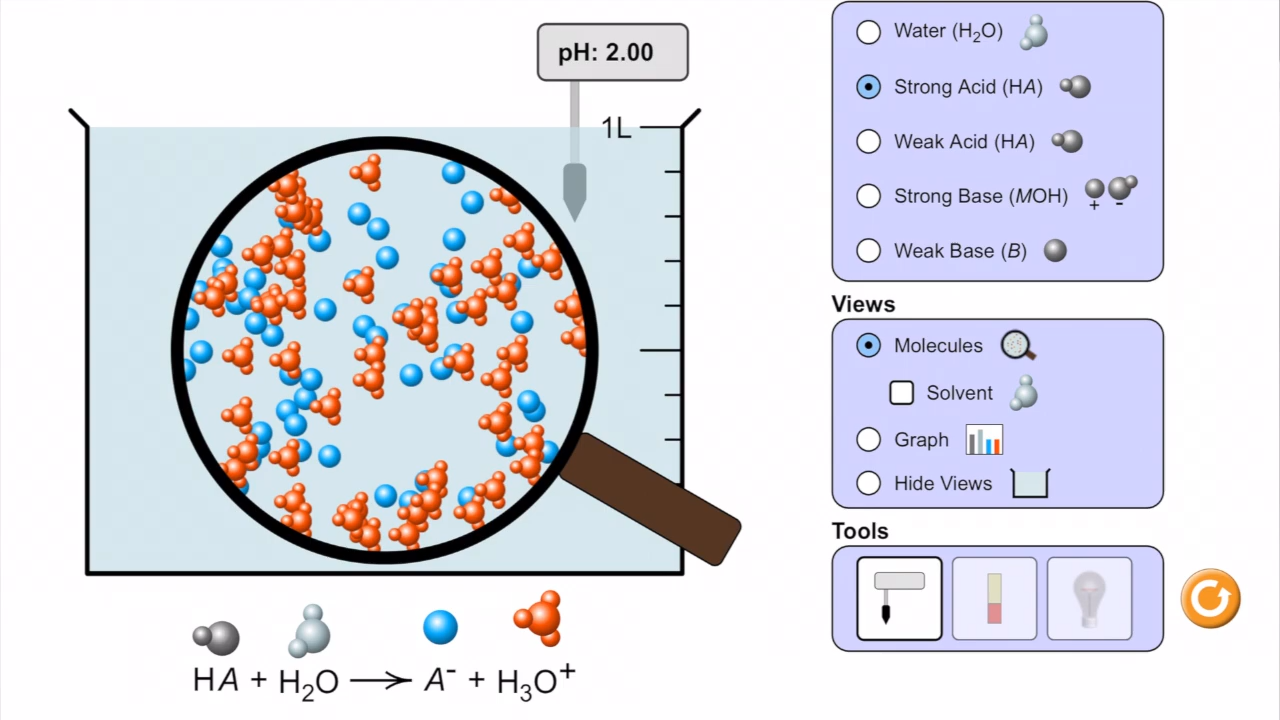 pH: 2.00
1L
HA + H₂O ⟶ A⁻ + H₃O⁺
Water (H₂O)
Strong Acid (HA)
Weak Acid (HA)
Strong Base (MOH)
+ -
Weak Base (B)
Views
Molecules
Solvent
Graph
Hide Views
Tools